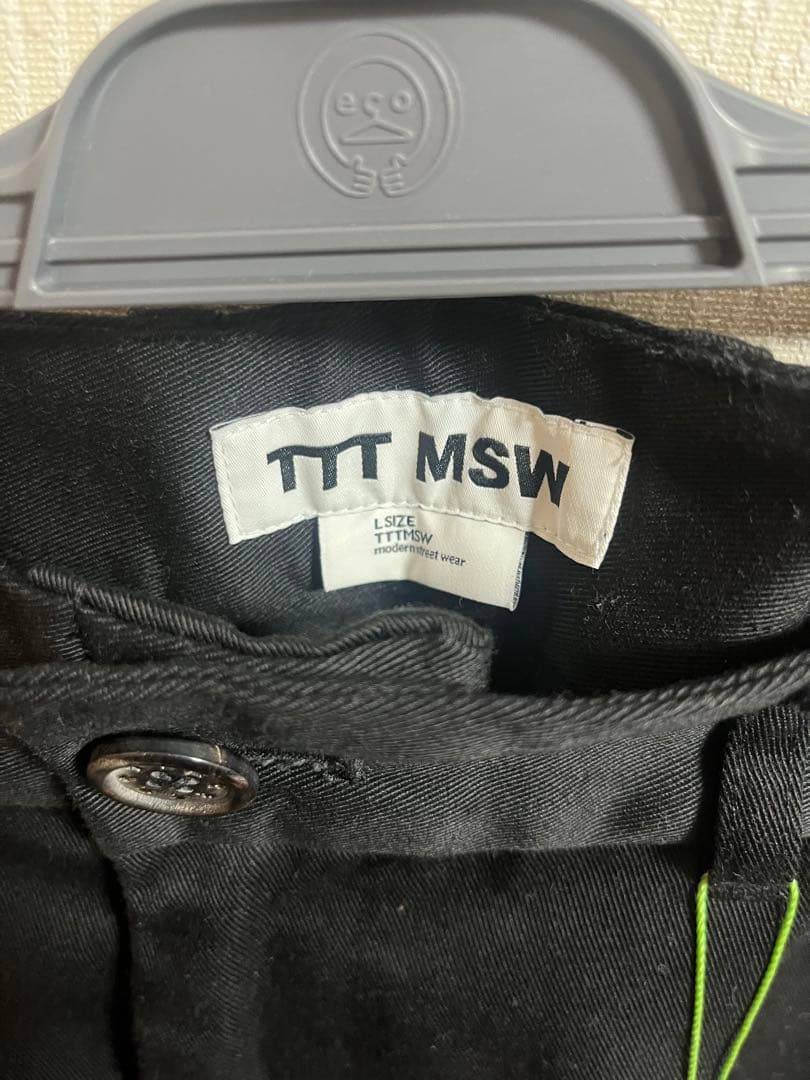 eco
TTT MSW
L SIZE
TTTMSW
modern street wear